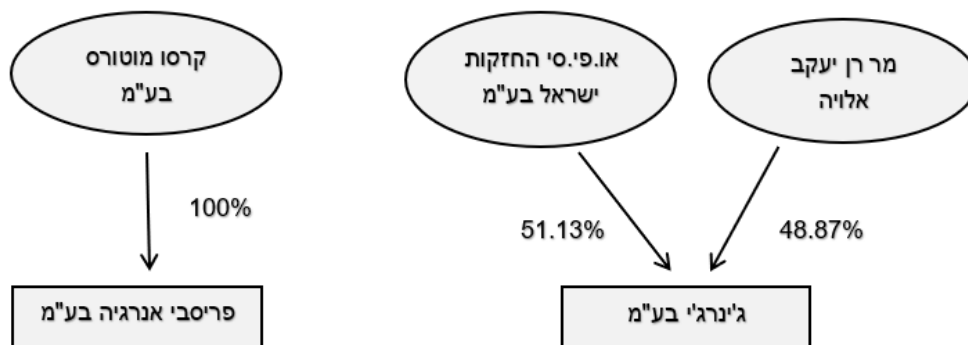 קרסו מוטורס
בע"מ
או.פי.סי החזקות
ישראל בע"מ
מר רן יעקב
אלויה
100%
51.13%
48.87%
פריסבי אנרגיה בע"מ
ג'ינרג'י בע"מ